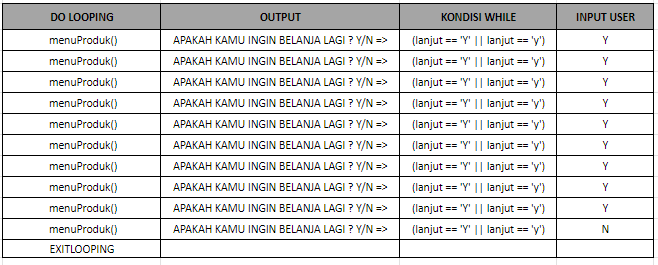 DO LOOPING OUTPUT KONDISI WHILE INPUT USER
menuProduk() APAKAH KAMU INGIN BELANJA LAGI ? Y/N => (lanjut == 'Y' || lanjut == 'y') Y
menuProduk() APAKAH KAMU INGIN BELANJA LAGI ? Y/N => (lanjut == 'Y' || lanjut == 'y') Y
menuProduk() APAKAH KAMU INGIN BELANJA LAGI ? Y/N => (lanjut == 'Y' || lanjut == 'y') Y
menuProduk() APAKAH KAMU INGIN BELANJA LAGI ? Y/N => (lanjut == 'Y' || lanjut == 'y') Y
menuProduk() APAKAH KAMU INGIN BELANJA LAGI ? Y/N => (lanjut == 'Y' || lanjut == 'y') Y
menuProduk() APAKAH KAMU INGIN BELANJA LAGI ? Y/N => (lanjut == 'Y' || lanjut == 'y') Y
menuProduk() APAKAH KAMU INGIN BELANJA LAGI ? Y/N => (lanjut == 'Y' || lanjut == 'y') Y
menuProduk() APAKAH KAMU INGIN BELANJA LAGI ? Y/N => (lanjut == 'Y' || lanjut == 'y') Y
menuProduk() APAKAH KAMU INGIN BELANJA LAGI ? Y/N => (lanjut == 'Y' || lanjut == 'y') Y
menuProduk() APAKAH KAMU INGIN BELANJA LAGI ? Y/N => (lanjut == 'Y' || lanjut == 'y') N
EXITLOOPING